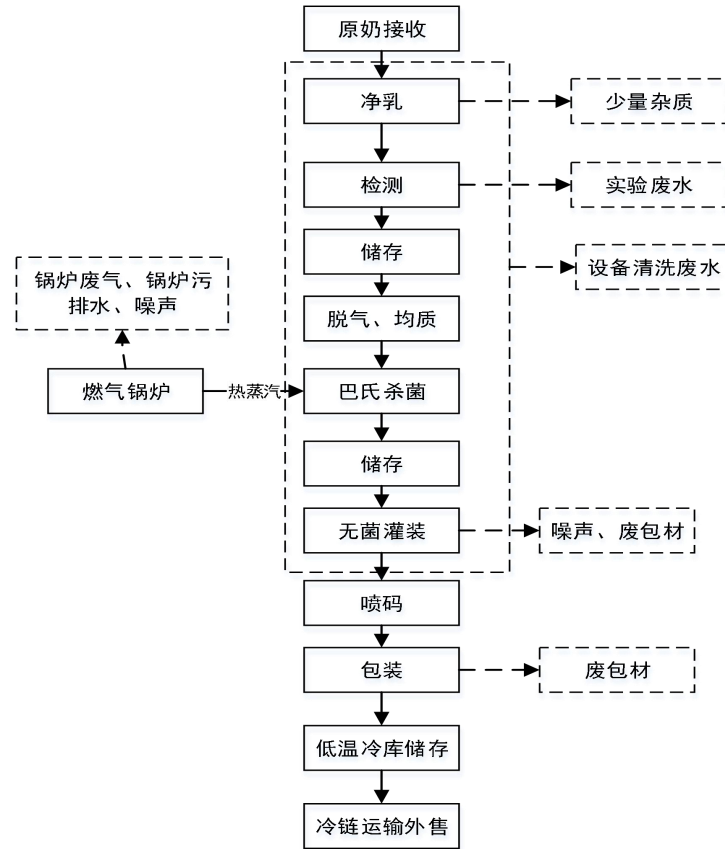 原奶接收
净乳
少量杂质
检测
实验废水
储存
设备清洗废水
锅炉废气、锅炉污
排水、噪声
脱气、均质
燃气锅炉
热蒸汽
巴氏杀菌
储存
无菌灌装
噪声、废包材
喷码
包装
废包材
低温冷库储存
冷链运输外售